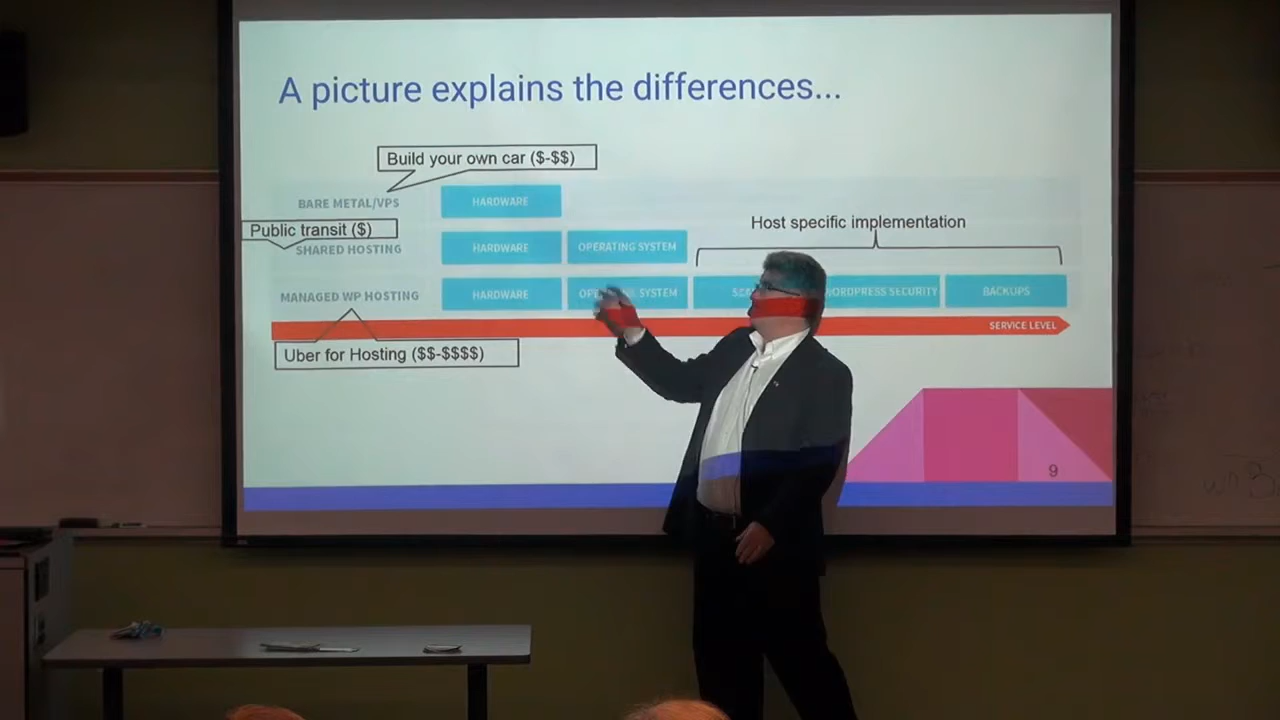 A picture explains the differences...
Build your own car ($-$$)
BARE METAL/VPS
HARDWARE
Public transit ($)
Host specific implementation
SHARED HOSTING
HARDWARE
OPERATING SYSTEM
MANAGED WP HOSTING
HARDWARE
SYSTEM
WORDPRESS SECURITY
BACKUPS
SERVICE LEVEL
Uber for Hosting ($$-$$$$)
9